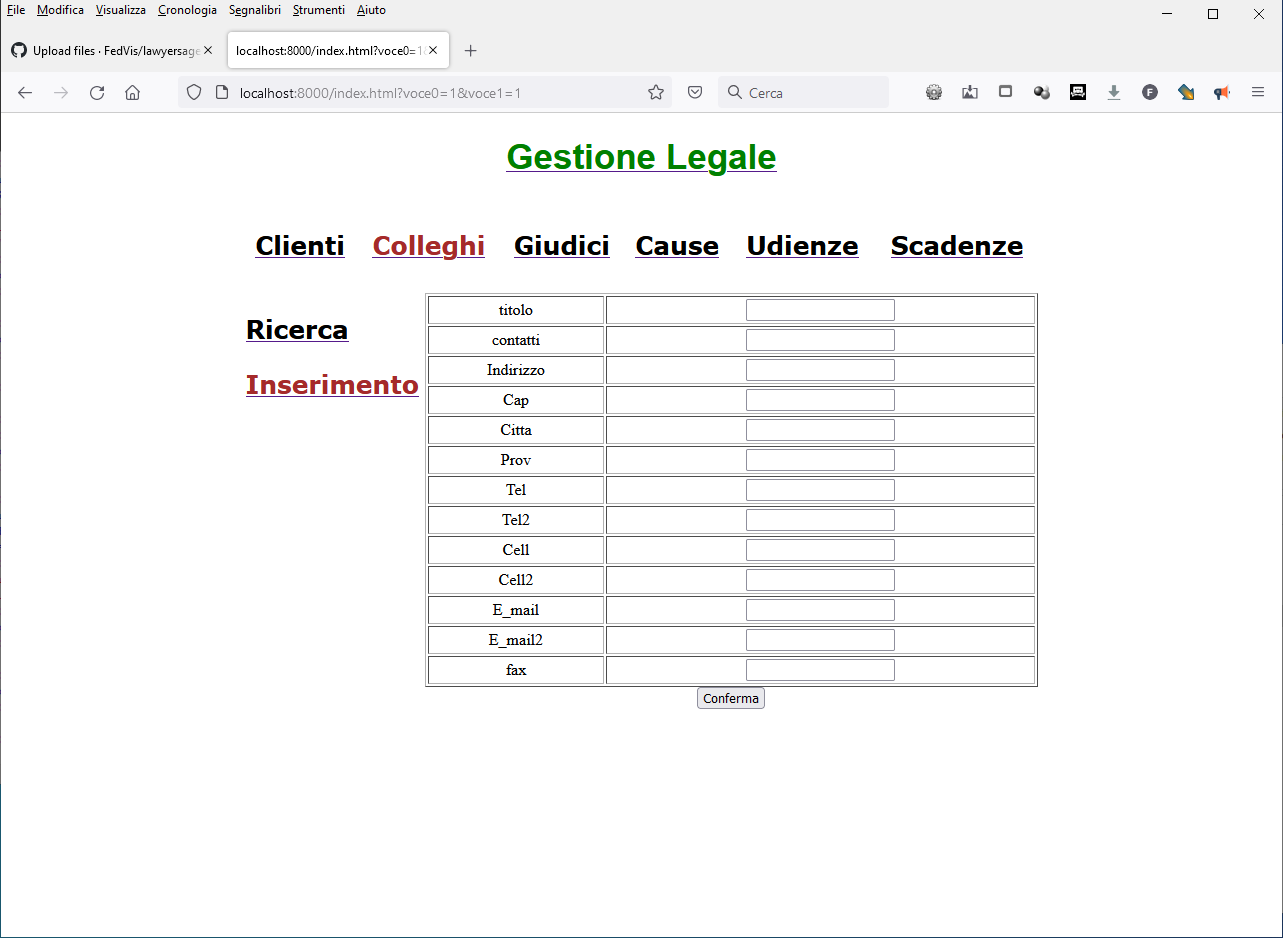 File Modifica Visualizza Cronologia Segnalibri Strumenti Aiuto
Upload files · FedVis/lawyersage
localhost:8000/index.html?voce0=1
localhost:8000/index.html?voce0=1&voce1=1
Cerca
F
Gestione Legale
Clienti Colleghi Giudici Cause Udienze Scadenze
Ricerca
Inserimento
titolo
contatti
Indirizzo
Cap
Citta
Prov
Tel
Tel2
Cell
Cell2
E_mail
E_mail2
fax
Conferma